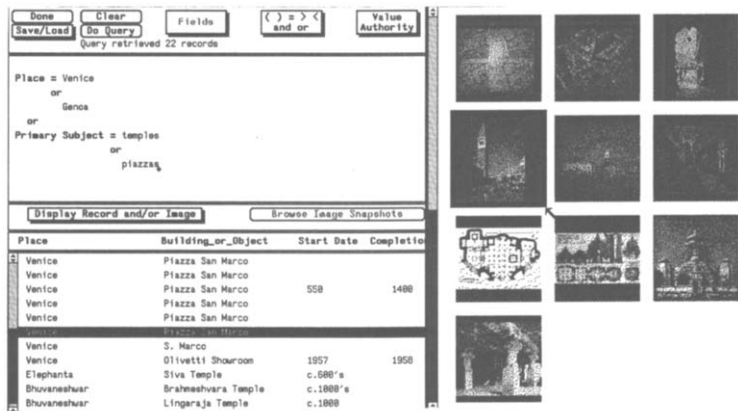 Done Clear Fields ( ) = > < and or Value Authority
Save/Load Do Query
Query retrieved 22 records
Place = Venice
or
Genoa
or
Primary Subject = temples
or
piazzas
Display Record and/or Image Browse Image Snapshots
Place Building_or_Object Start Date Completio
Venice Piazza San Marco
Venice Piazza San Marco
Venice Piazza San Marco 550 1400
Venice Piazza San Marco
Venice Piazza San Marco
Venice Piazza San Marco
Venice S. Marco
Venice Olivetti Showroom 1957 1958
Elephanta Siva Temple c.600's
Bhuvaneshwar Brahmeshvara Temple c.1000's
Bhuvaneshwar Lingaraja Temple c.1000